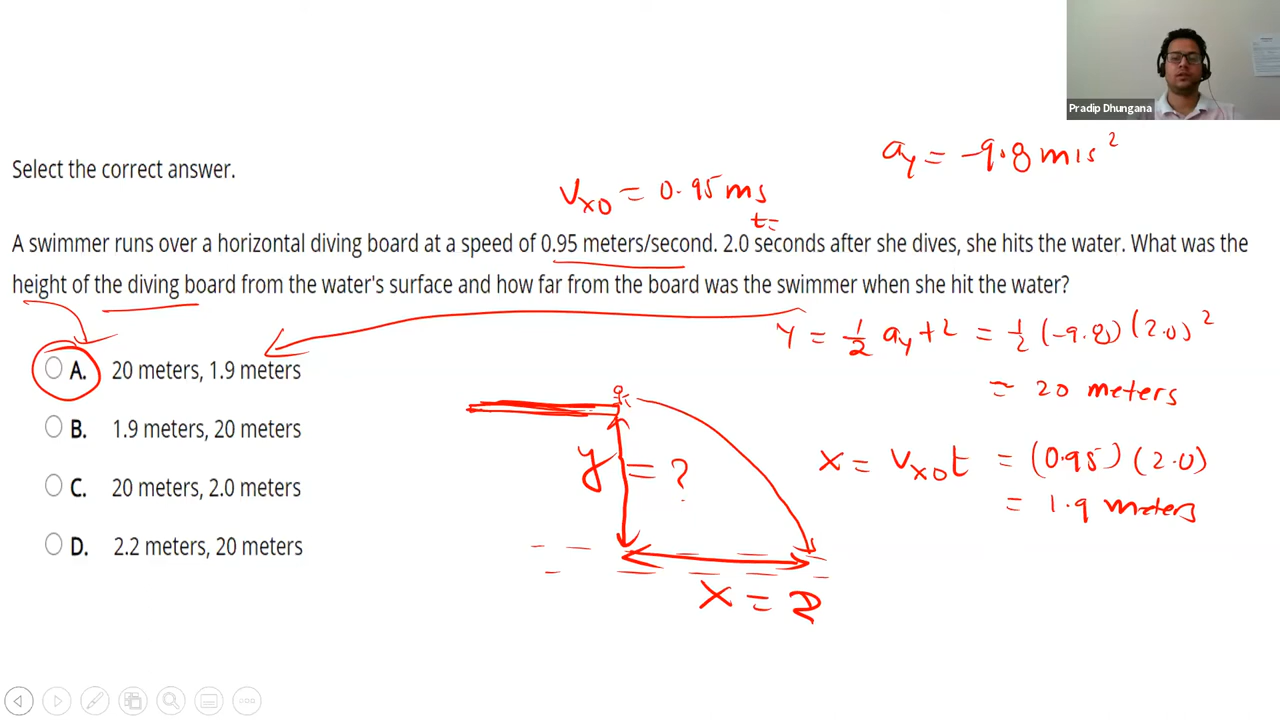 Pradip Dhungana
ay = -9.8 m/s²
Select the correct answer.
Vxo = 0.95 ms
t=
A swimmer runs over a horizontal diving board at a speed of 0.95 meters/second. 2.0 seconds after she dives, she hits the water. What was the
height of the diving board from the water's surface and how far from the board was the swimmer when she hit the water?
Y = 1/2 ay t2 = 1/2 (-9.8) (2.0)²
A. 20 meters, 1.9 meters
= 20 meters
B. 1.9 meters, 20 meters
y = ?
x = vxot = (0.95) (2.0)
= 1.9 meters
C. 20 meters, 2.0 meters
D. 2.2 meters, 20 meters
x = ?